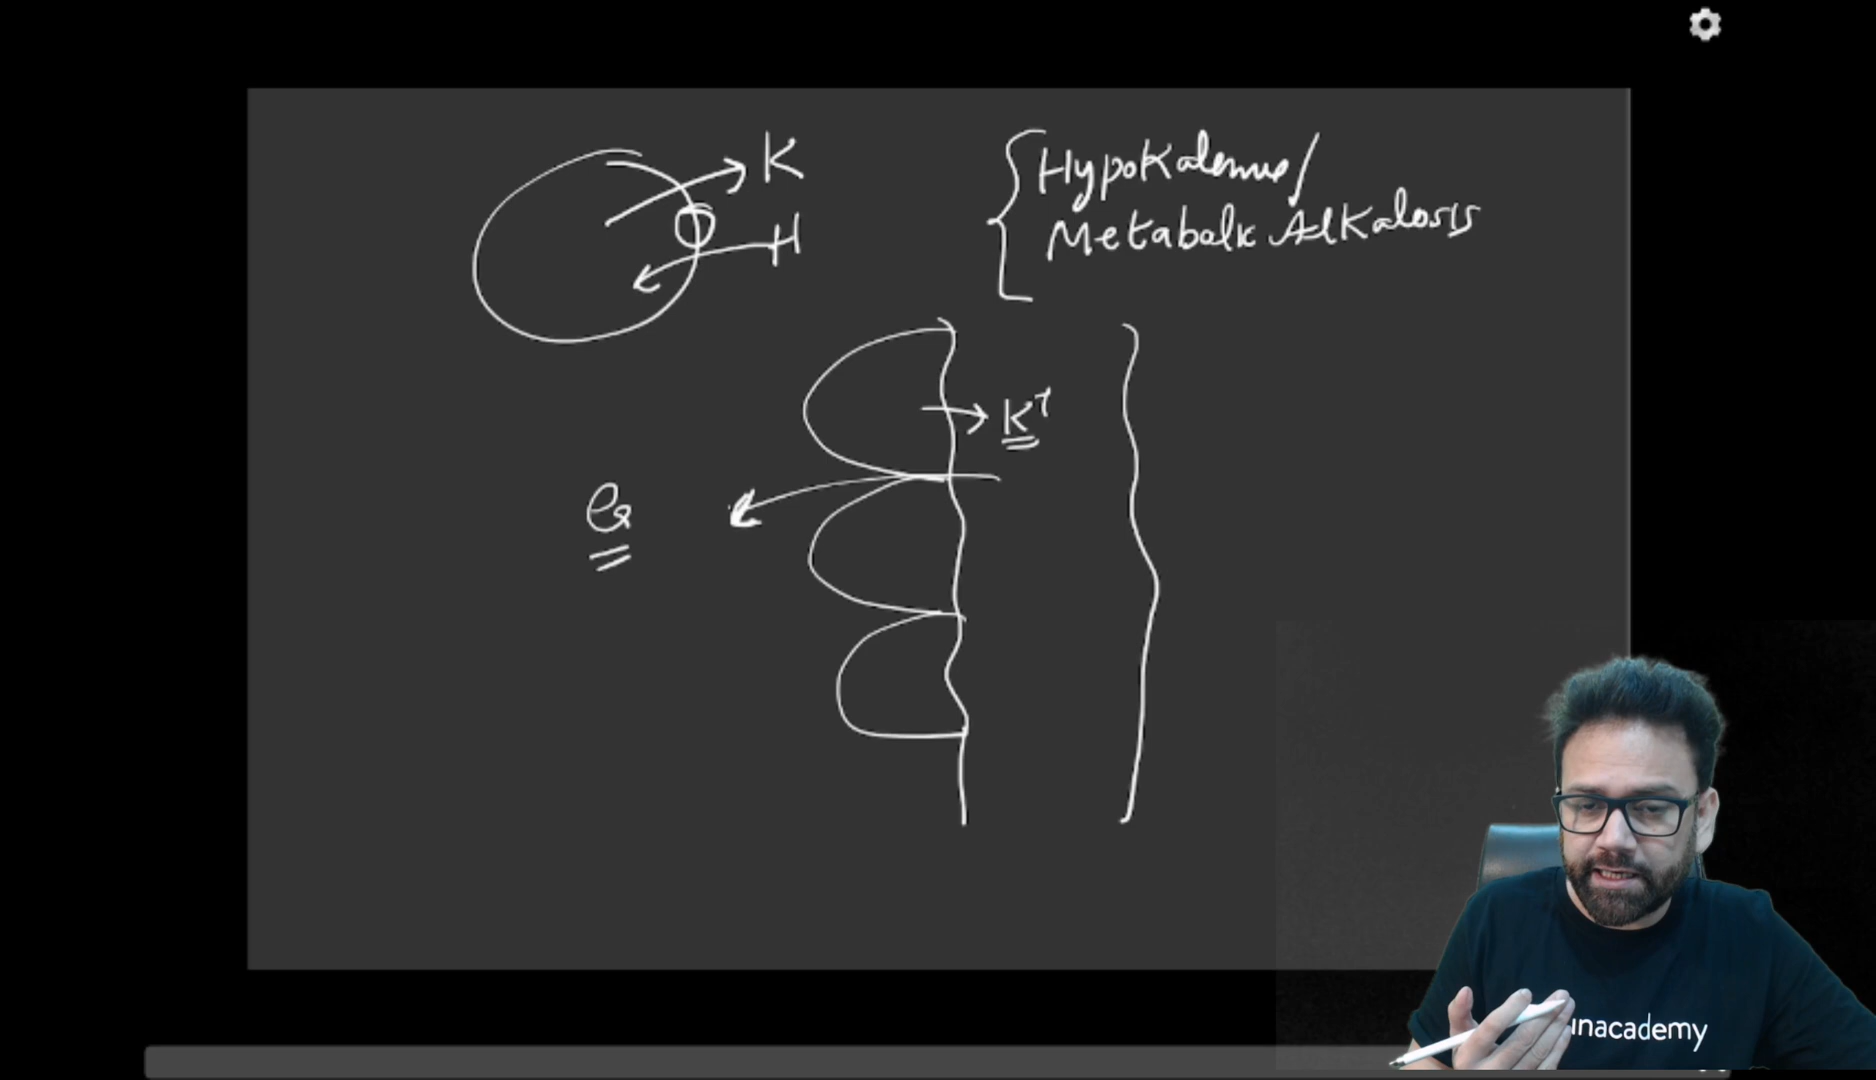 K
H
HypoKalemia/
Metabolic Alkalosis
K+
unacademy